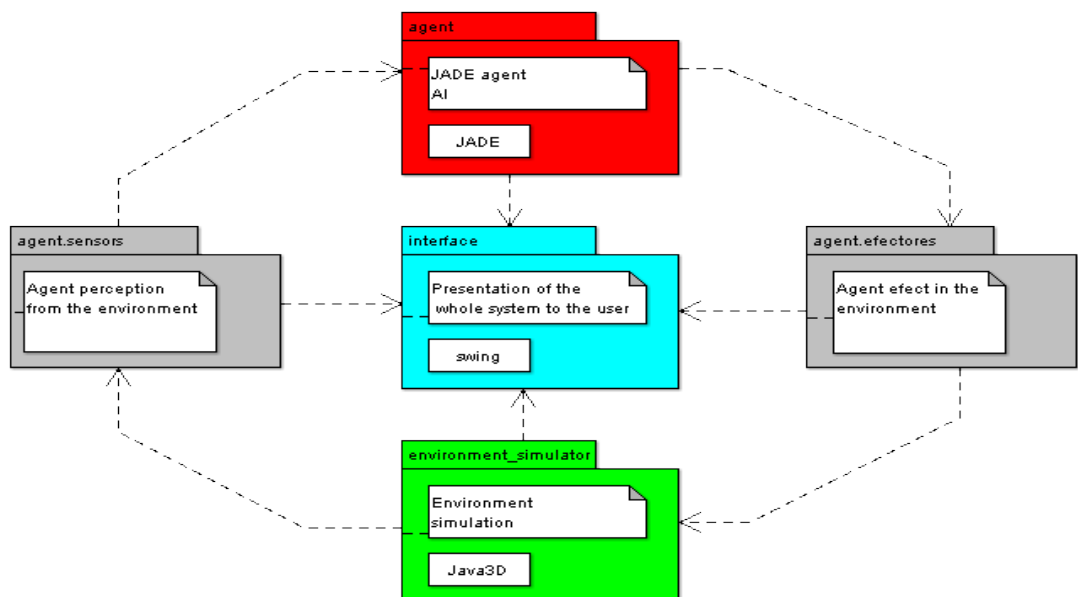 agent
JADE agent
AI
JADE
agent.sensors
Agent perception
from the environment
interface
Presentation of the
whole system to the user
swing
agent.efectores
Agent efect in the
environment
environment_simulator
Environment
simulation
Java3D